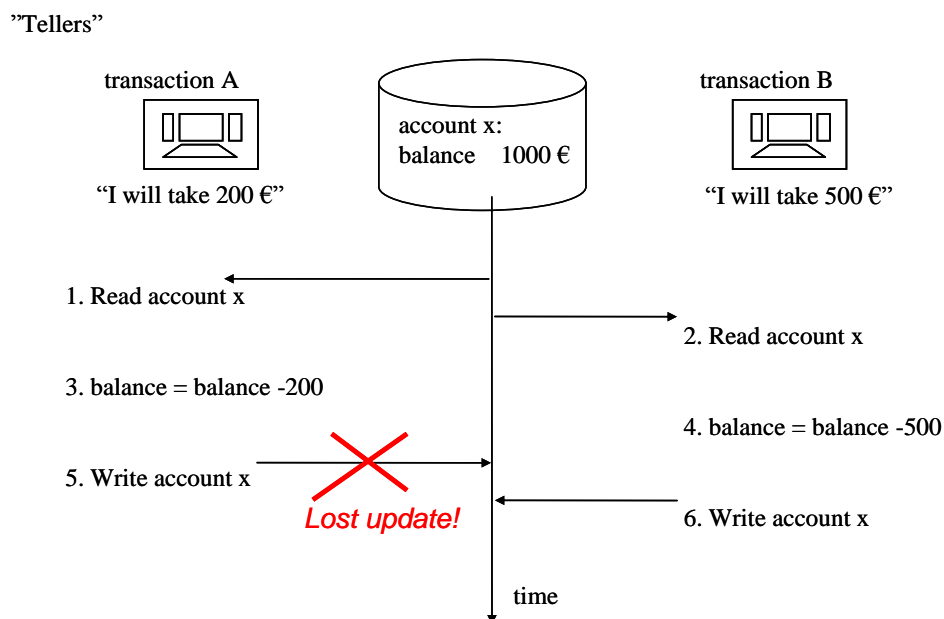 ”Tellers”
transaction A
transaction B
account x:
balance 1000 €
“I will take 200 €”
“I will take 500 €”
1. Read account x
2. Read account x
3. balance = balance -200
4. balance = balance -500
5. Write account x
Lost update!
6. Write account x
time